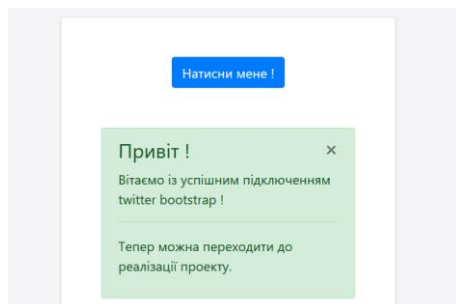 Натисни мене !
Привіт !
×
Вітаємо із успішним підключенням
twitter bootstrap !
Тепер можна переходити до
реалізації проекту.